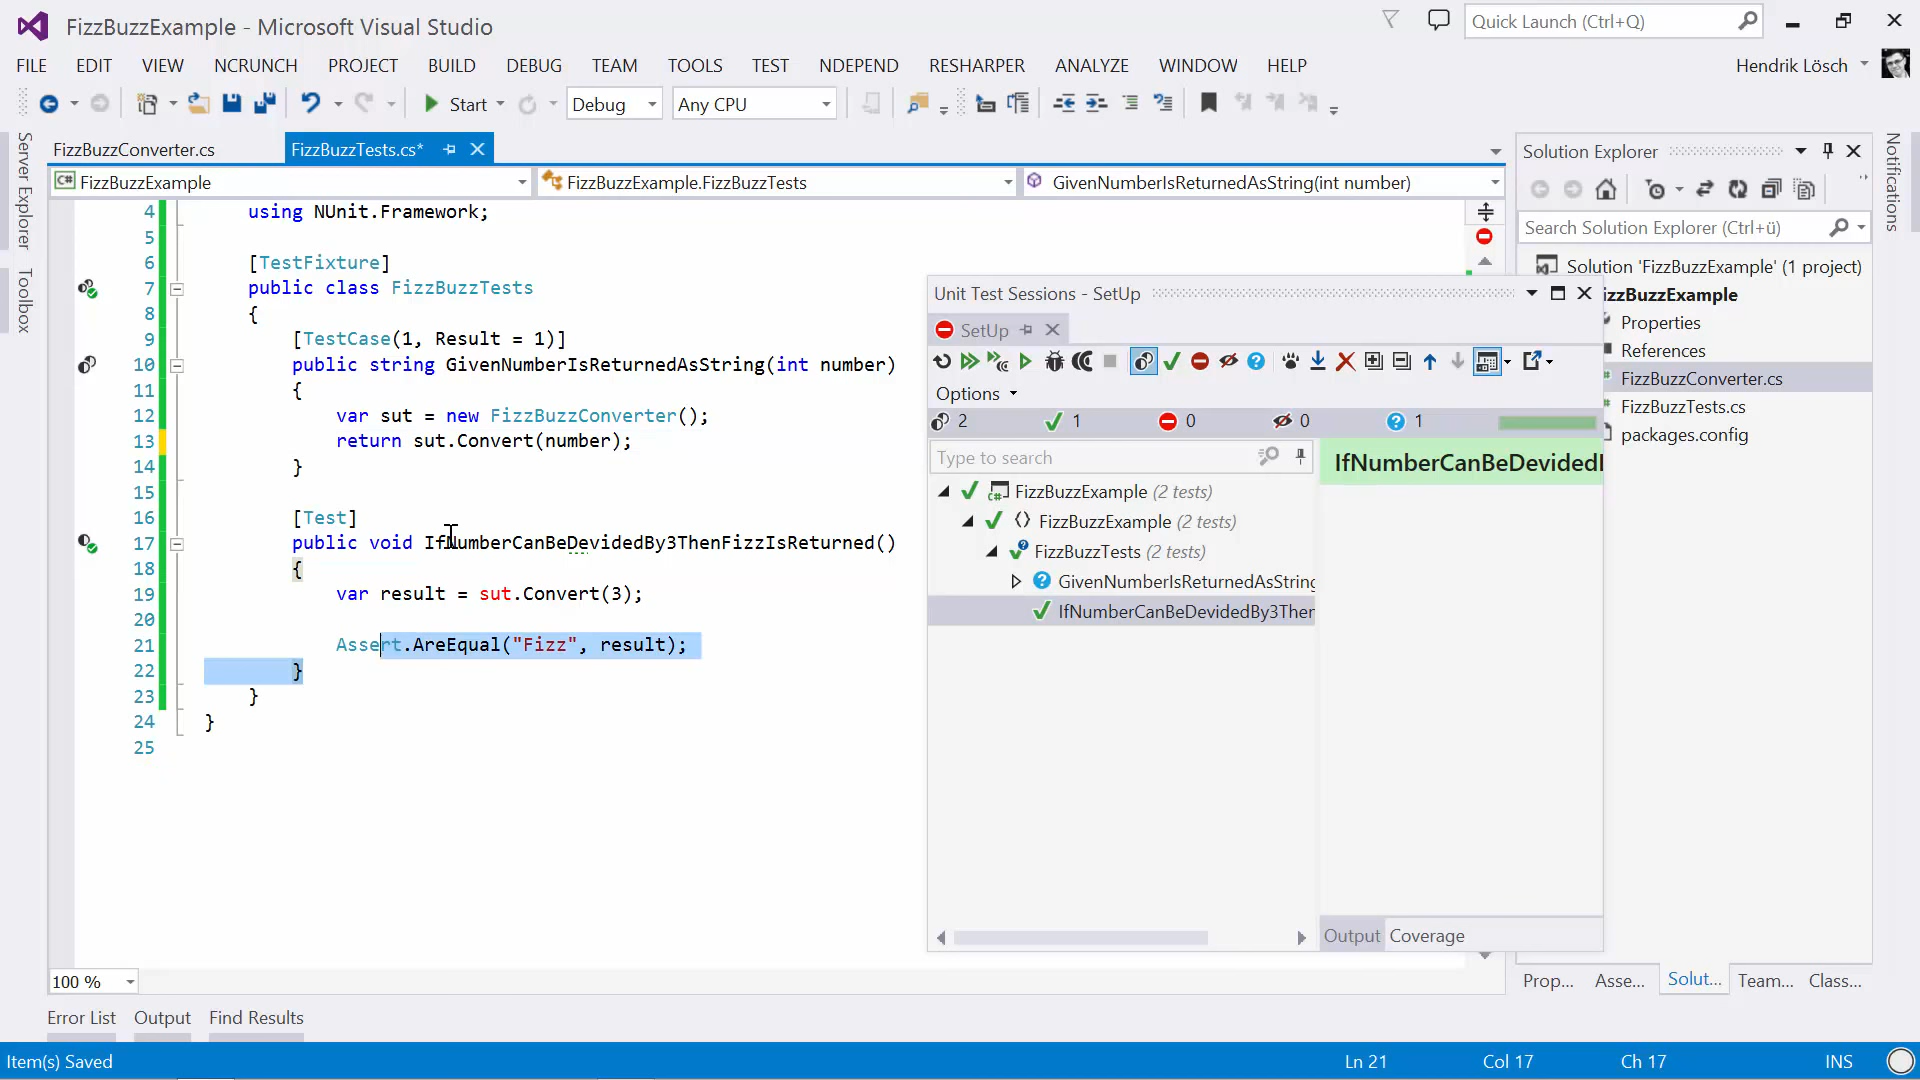 FizzBuzzExample - Microsoft Visual Studio
Quick Launch (Ctrl+Q)
FILE EDIT VIEW NCRUNCH PROJECT BUILD DEBUG TEAM TOOLS TEST NDEPEND RESHARPER ANALYZE WINDOW HELP
Hendrik Lösch
Start Debug Any CPU
Server Explorer
Toolbox
FizzBuzzConverter.cs
FizzBuzzTests.cs*
FizzBuzzExample
FizzBuzzExample.FizzBuzzTests
GivenNumberIsReturnedAsString(int number)
4 using NUnit.Framework;
5
6 [TestFixture]
7 public class FizzBuzzTests
8 {
9 [TestCase(1, Result = 1)]
10 public string GivenNumberIsReturnedAsString(int number)
11 {
12 var sut = new FizzBuzzConverter();
13 return sut.Convert(number);
14 }
15
16 [Test]
17 public void IfNumberCanBeDevidedBy3ThenFizzIsReturned()
18 {
19 var result = sut.Convert(3);
20
21 Assert.AreEqual("Fizz", result);
22 }
23 }
24 }
25
100 %
Unit Test Sessions - SetUp
SetUp
Options
2 1 0 0 1
Type to search
FizzBuzzExample (2 tests)
FizzBuzzExample (2 tests)
FizzBuzzTests (2 tests)
GivenNumberIsReturnedAsString
IfNumberCanBeDevidedBy3Then
IfNumberCanBeDevided
Output Coverage
Solution Explorer
Search Solution Explorer (Ctrl+ü)
Solution 'FizzBuzzExample' (1 project)
izzBuzzExample
Properties
References
FizzBuzzConverter.cs
FizzBuzzTests.cs
packages.config
Notifications
Prop... Asse... Solut... Team... Class...
Error List Output Find Results
Item(s) Saved
Ln 21 Col 17 Ch 17 INS